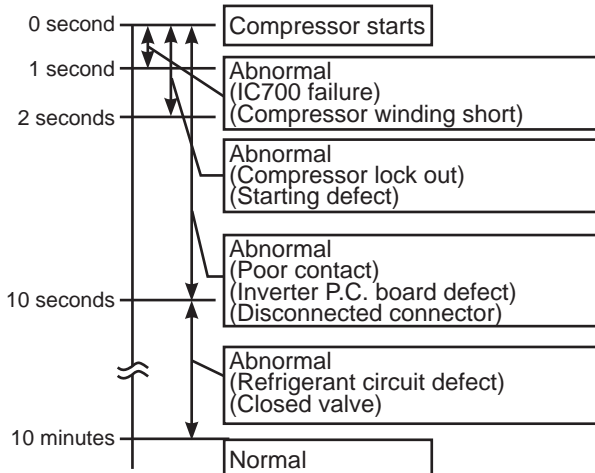 0 second
Compressor starts
1 second
Abnormal
(IC700 failure)
(Compressor winding short)
2 seconds
Abnormal
(Compressor lock out)
(Starting defect)
Abnormal
(Poor contact)
(Inverter P.C. board defect)
(Disconnected connector)
10 seconds
Abnormal
(Refrigerant circuit defect)
(Closed valve)
10 minutes
Normal